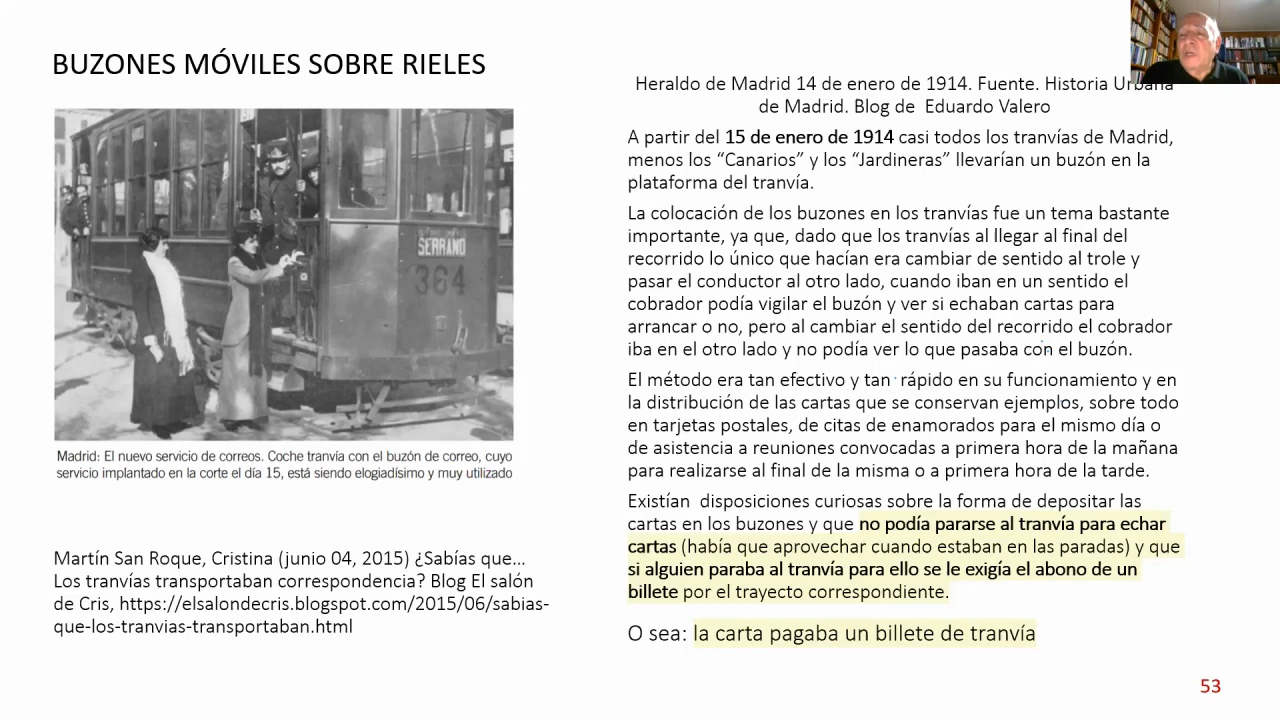 BUZONES MÓVILES SOBRE RIELES
SERRANO
364
Madrid: El nuevo servicio de correos. Coche tranvía con el buzón de correo, cuyo
servicio implantado en la corte el día 15, está siendo elogiadísimo y muy utilizado
Martín San Roque, Cristina (junio 04, 2015) ¿Sabías que…
Los tranvías transportaban correspondencia? Blog El salón
de Cris, https://elsalondecris.blogspot.com/2015/06/sabias-
que-los-tranvias-transportaban.html
Heraldo de Madrid 14 de enero de 1914. Fuente. Historia Urbana
de Madrid. Blog de Eduardo Valero
A partir del 15 de enero de 1914 casi todos los tranvías de Madrid,
menos los “Canarios” y los “Jardineras” llevarían un buzón en la
plataforma del tranvía.
La colocación de los buzones en los tranvías fue un tema bastante
importante, ya que, dado que los tranvías al llegar al final del
recorrido lo único que hacían era cambiar de sentido al trole y
pasar el conductor al otro lado, cuando iban en un sentido el
cobrador podía vigilar el buzón y ver si echaban cartas para
arrancar o no, pero al cambiar el sentido del recorrido el cobrador
iba en el otro lado y no podía ver lo que pasaba con el buzón.
El método era tan efectivo y tan rápido en su funcionamiento y en
la distribución de las cartas que se conservan ejemplos, sobre todo
en tarjetas postales, de citas de enamorados para el mismo día o
de asistencia a reuniones convocadas a primera hora de la mañana
para realizarse al final de la misma o a primera hora de la tarde.
Existían disposiciones curiosas sobre la forma de depositar las
cartas en los buzones y que no podía pararse al tranvía para echar
cartas (había que aprovechar cuando estaban en las paradas) y que
si alguien paraba al tranvía para ello se le exigía el abono de un
billete por el trayecto correspondiente.
O sea: la carta pagaba un billete de tranvía
53